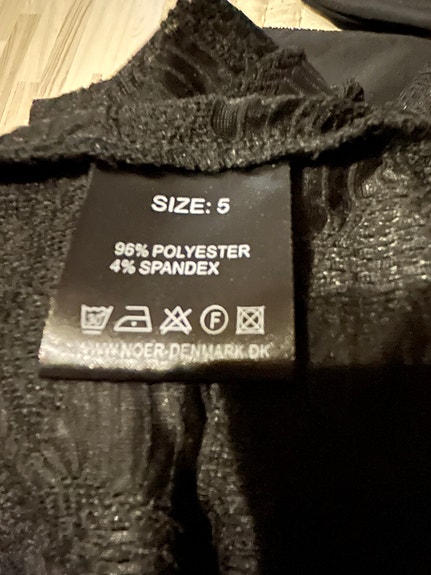 SIZE: 5
96% POLYESTER
4% SPANDEX
F
WWW.NOER-DENMARK.DK